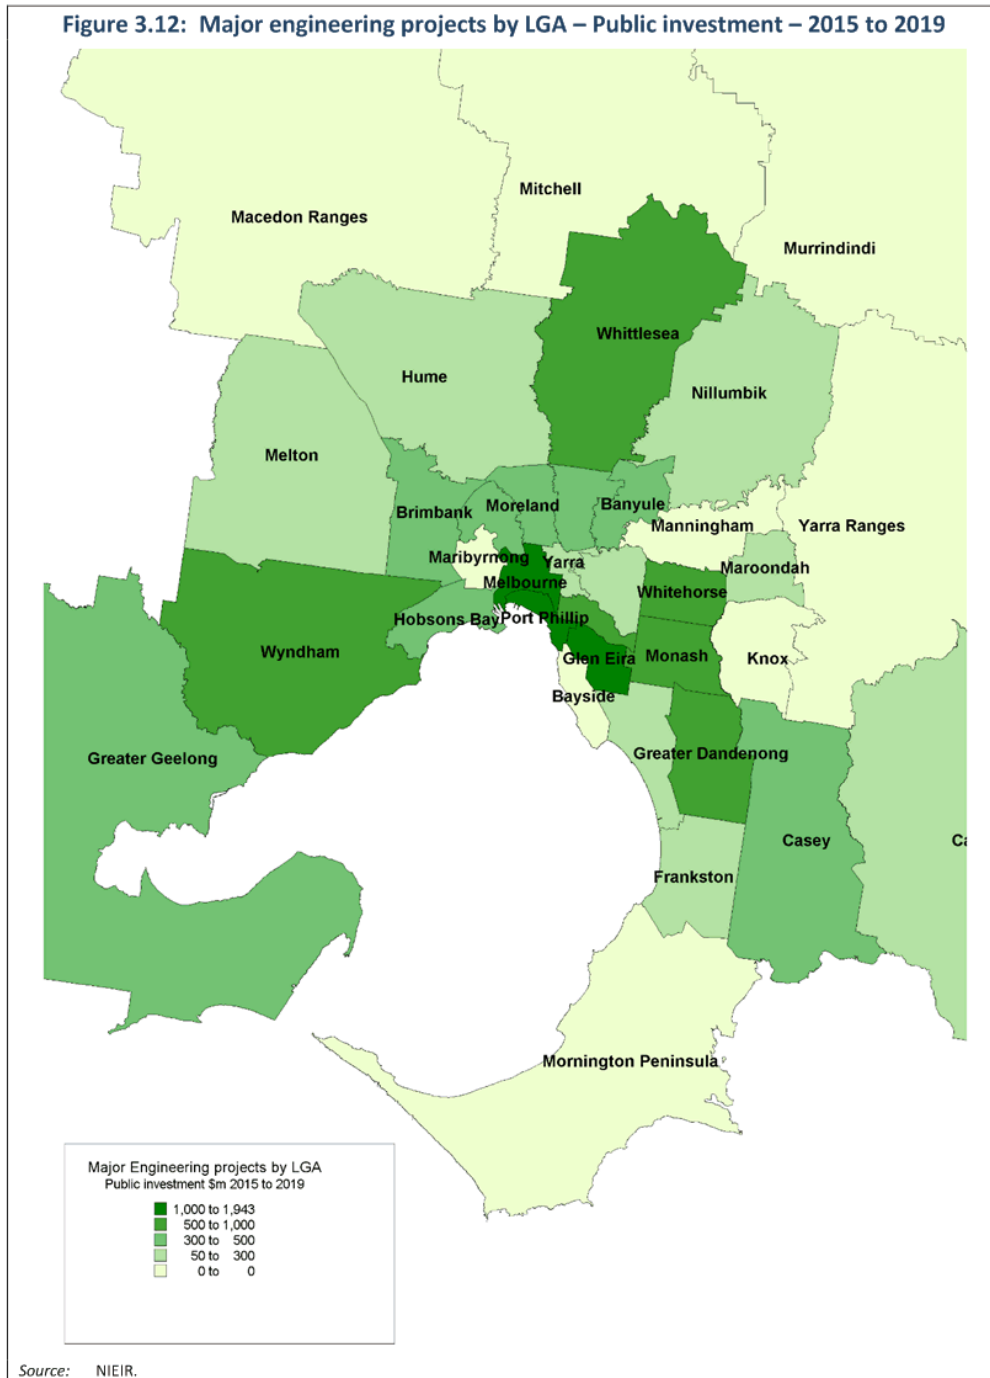 Figure 3.12: Major engineering projects by LGA – Public investment – 2015 to 2019
Mitchell
Macedon Ranges
Murrindindi
Whittlesea
Hume
Nillumbik
Melton
Banyule
Moreland
Brimbank
Manningham
Yarra Ranges
Maribyrnong
Yarra
Maroondah
Melbourne
Whitehorse
Hobsons Bay
Port Phillip
Wyndham
Glen Eira
Monash
Knox
Bayside
Greater Dandenong
Greater Geelong
Casey
Ca
Frankston
Mornington Peninsula
Major Engineering projects by LGA
Public investment $m 2015 to 2019
1,000 to 1,943
500 to 1,000
300 to 500
50 to 300
0 to 0
Source: NIEIR.